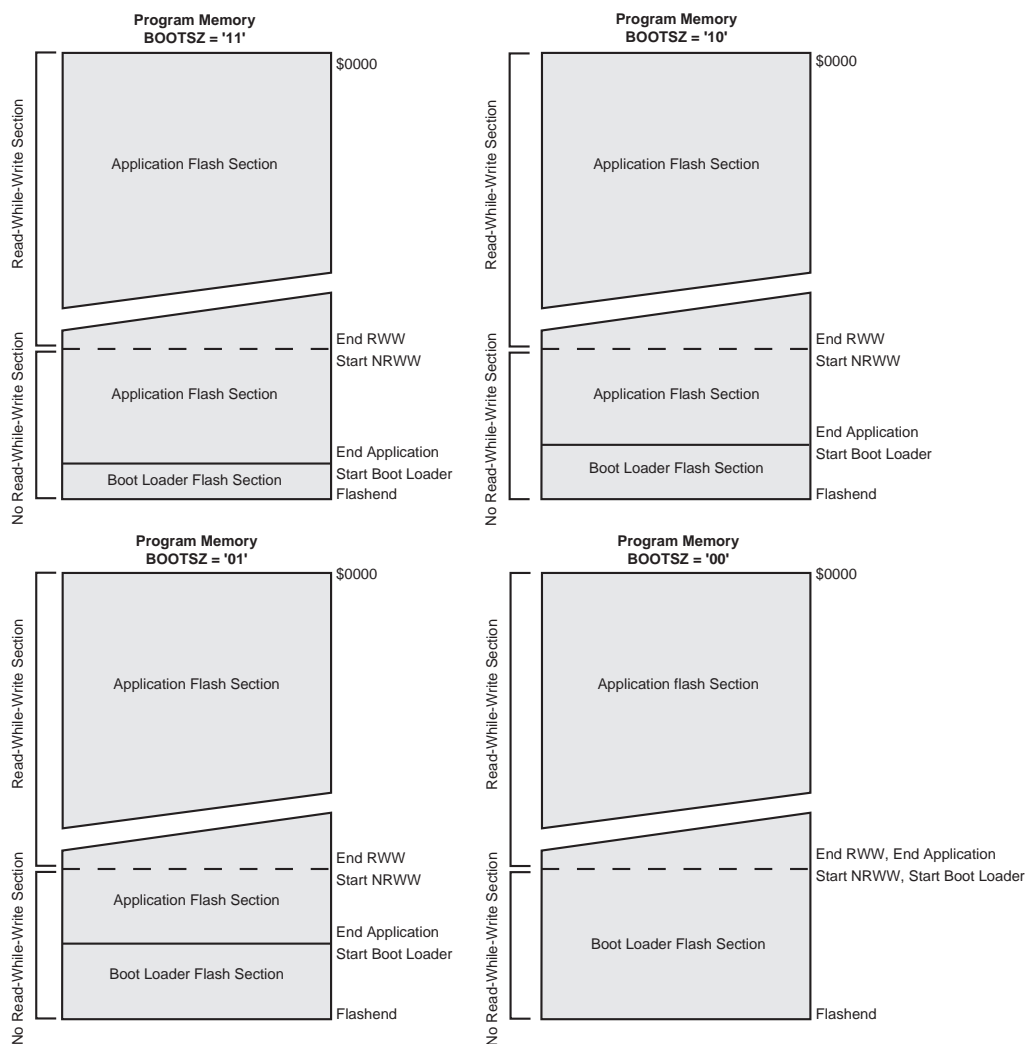 Program Memory
BOOTSZ = '11'
$0000
Read-While-Write Section
Application Flash Section
End RWW
Start NRWW
No Read-While-Write Section
Application Flash Section
End Application
Start Boot Loader
Boot Loader Flash Section
Flashend
Program Memory
BOOTSZ = '10'
$0000
Read-While-Write Section
Application Flash Section
End RWW
Start NRWW
No Read-While-Write Section
Application Flash Section
End Application
Start Boot Loader
Boot Loader Flash Section
Flashend
Program Memory
BOOTSZ = '01'
$0000
Read-While-Write Section
Application Flash Section
End RWW
Start NRWW
No Read-While-Write Section
Application Flash Section
End Application
Start Boot Loader
Boot Loader Flash Section
Flashend
Program Memory
BOOTSZ = '00'
$0000
Read-While-Write Section
Application flash Section
End RWW, End Application
Start NRWW, Start Boot Loader
No Read-While-Write Section
Boot Loader Flash Section
Flashend